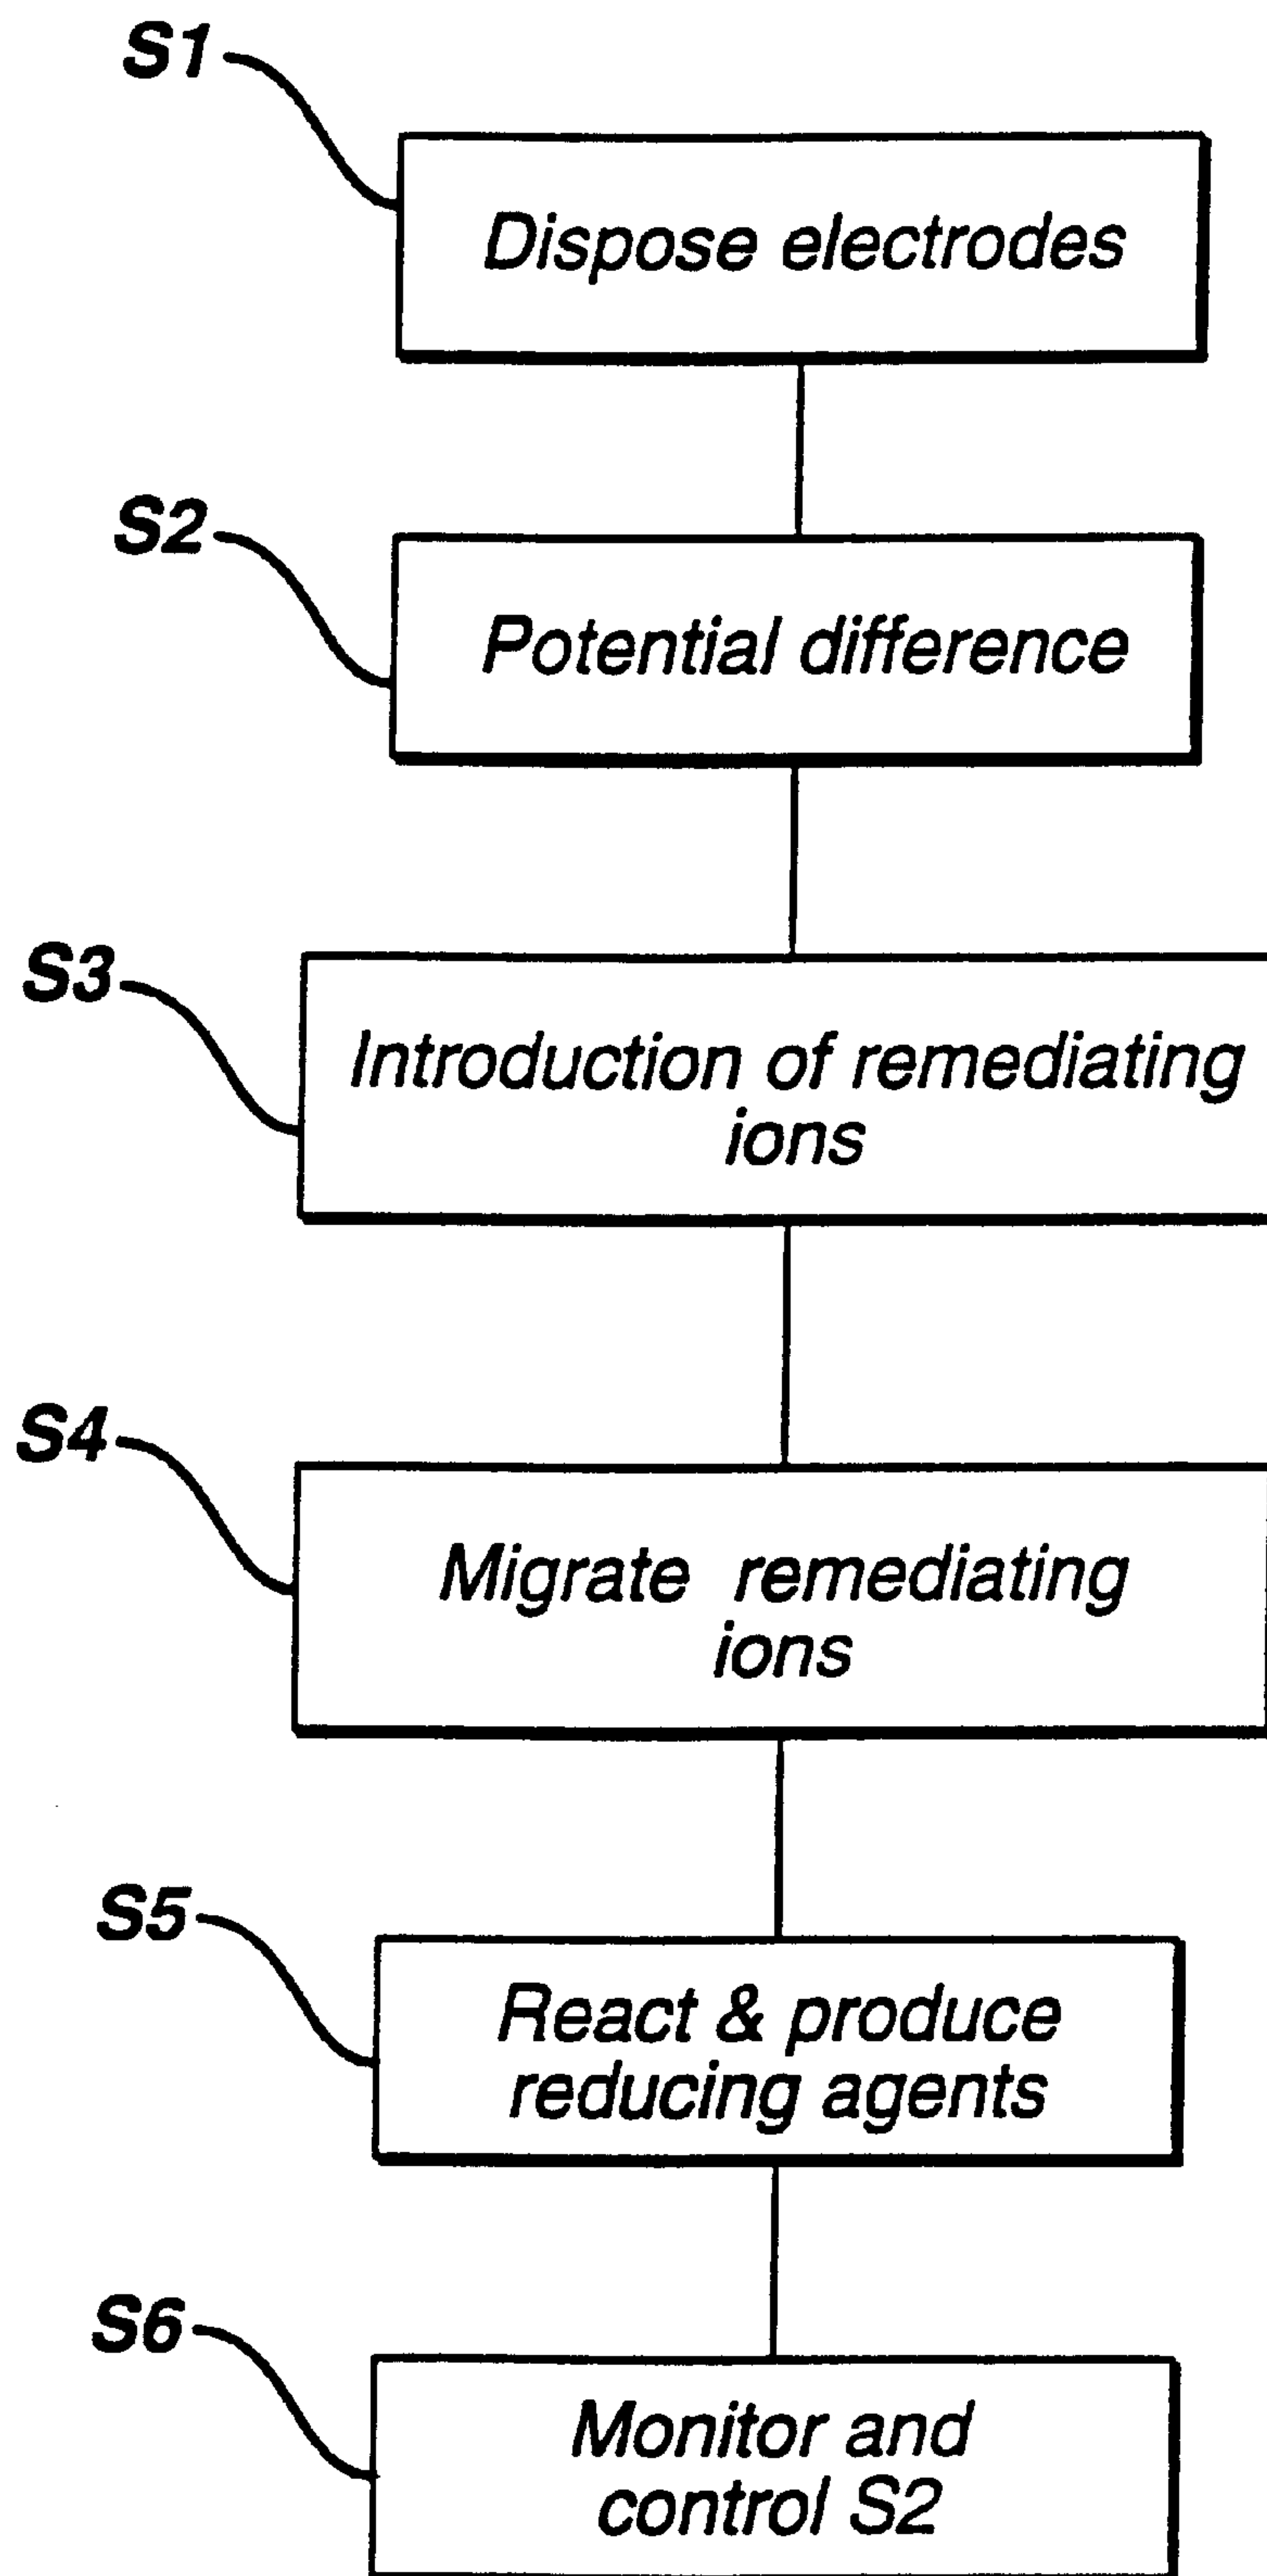 S1
Dispose electrodes
S2
Potential difference
S3
Introduction of remediating
ions
S4
Migrate remediating
ions
S5
React & produce
reducing agents
S6
Monitor and
control S2